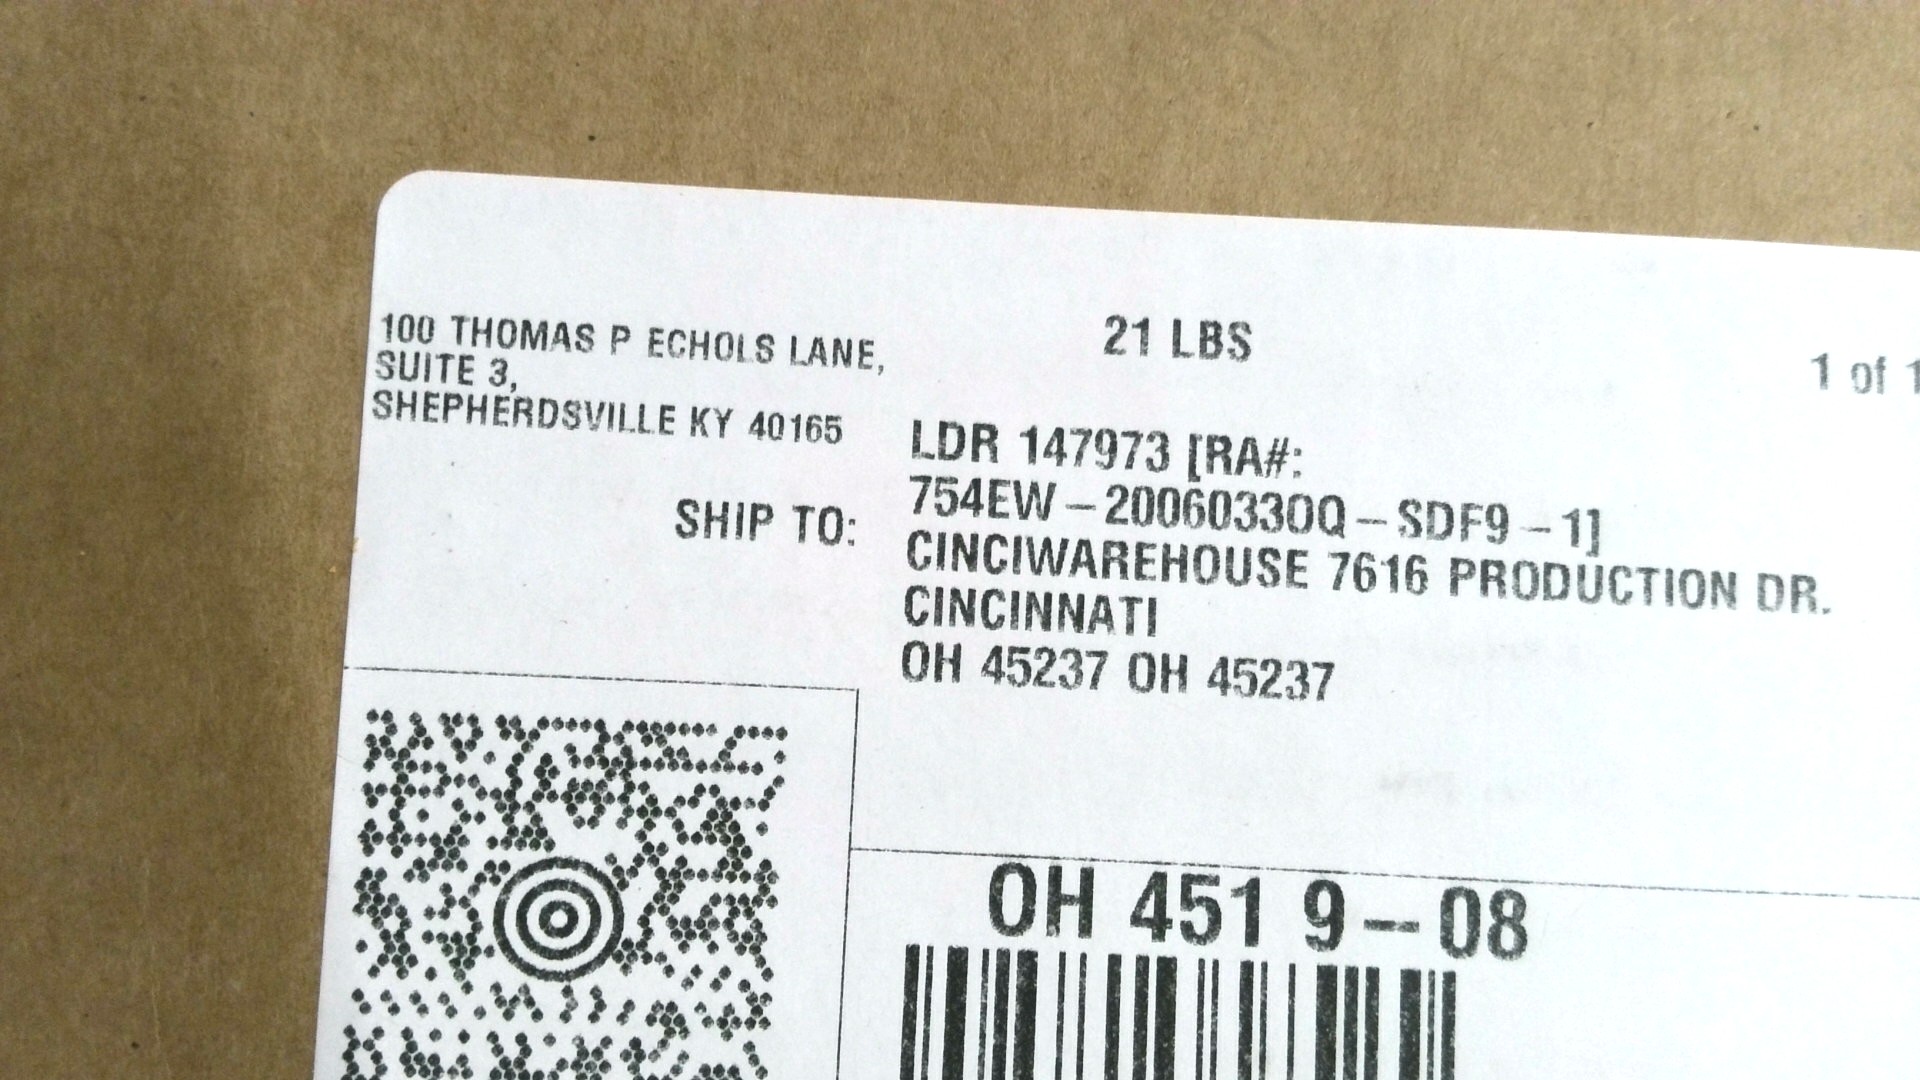 100 THOMAS P ECHOLS LANE,
SUITE 3,
SHEPHERDSVILLE KY 40165
21 LBS
1 of 1
SHIP TO:
LDR 147973 [RA#:
754EW-20060330Q-SDF9-1]
CINCIWAREHOUSE 7616 PRODUCTION DR.
CINCINNATI
OH 45237 OH 45237
OH 451 9-08